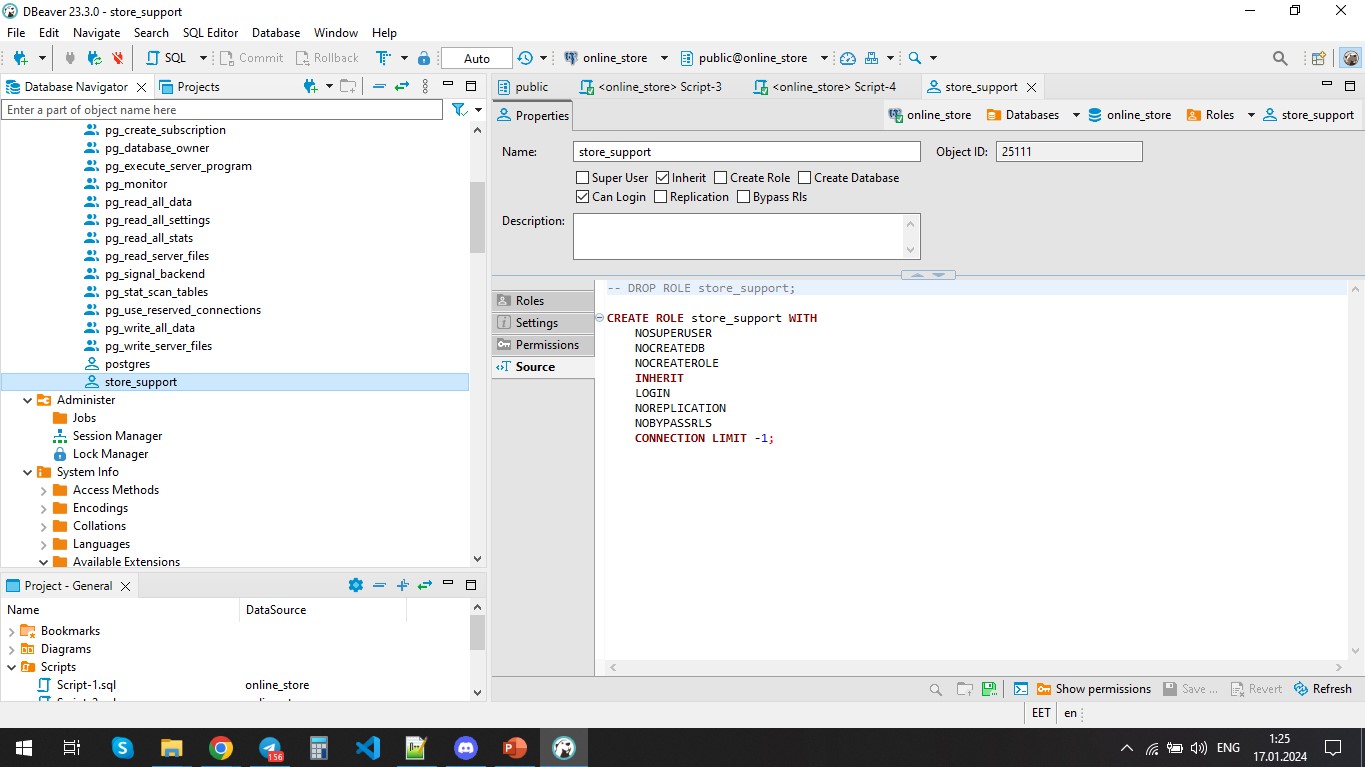 DBeaver 23.3.0 - store_support
File Edit Navigate Search SQL Editor Database Window Help
SQL Commit Rollback Auto online_store public@online_store
Database Navigator Projects
Enter a part of object name here
pg_create_subscription
pg_database_owner
pg_execute_server_program
pg_monitor
pg_read_all_data
pg_read_all_settings
pg_read_all_stats
pg_read_server_files
pg_signal_backend
pg_stat_scan_tables
pg_use_reserved_connections
pg_write_all_data
pg_write_server_files
postgres
store_support
Administer
Jobs
Session Manager
Lock Manager
System Info
Access Methods
Encodings
Collations
Languages
Available Extensions
Project - General
Name DataSource
Bookmarks
Diagrams
Scripts
Script-1.sql online_store
public <online_store> Script-3 <online_store> Script-4 store_support
Properties online_store Databases online_store Roles store_support
Name: store_support Object ID: 25111
Super User Inherit Create Role Create Database
Can Login Replication Bypass Rls
Description:
Roles
Settings
Permissions
Source
-- DROP ROLE store_support;
CREATE ROLE store_support WITH
NOSUPERUSER
NOCREATEDB
NOCREATEROLE
INHERIT
LOGIN
NOREPLICATION
NOBYPASSRLS
CONNECTION LIMIT -1;
Show permissions Save ... Revert Refresh
EET en
156
ENG 1:25
17.01.2024